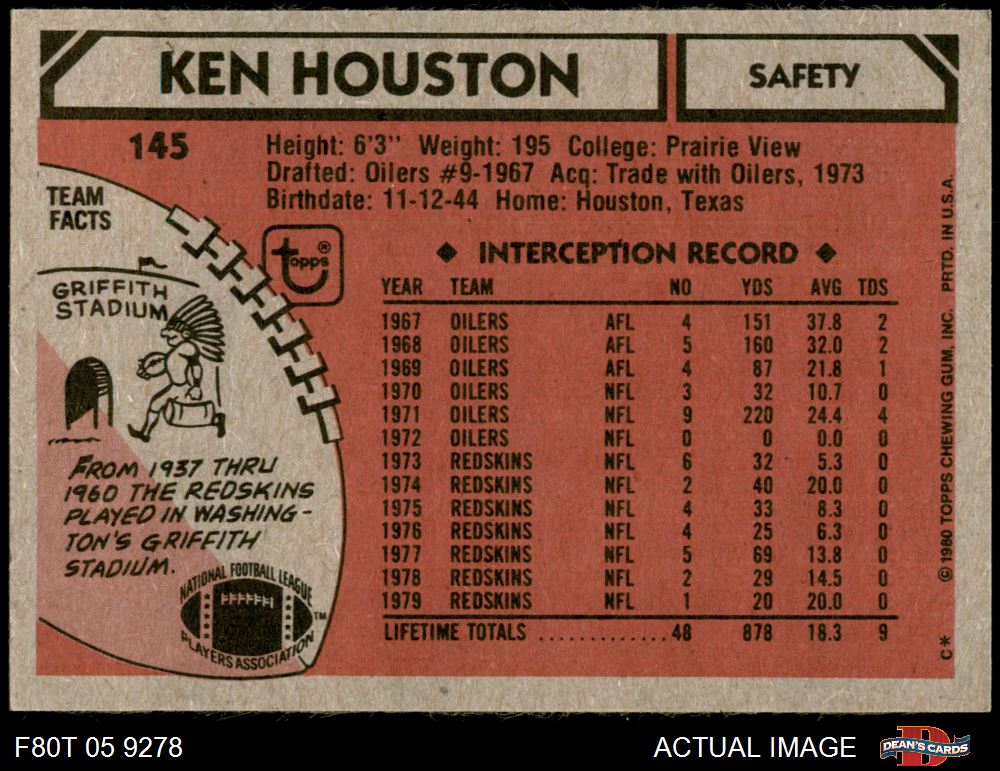 KEN HOUSTON
SAFETY
145
Height: 6'3" Weight: 195 College: Prairie View
Drafted: Oilers #9-1967 Acq: Trade with Oilers, 1973
Birthdate: 11-12-44 Home: Houston, Texas
TEAM
FACTS
topps®
GRIFFITH
STADIUM
FROM 1937 THRU
1960 THE REDSKINS
PLAYED IN WASHING-
TON'S GRIFFITH
STADIUM.
NATIONAL FOOTBALL LEAGUE
PLAYERS ASSOCIATION™
◆ INTERCEPTION RECORD ◆
YEAR TEAM NO YDS AVG TDS
1967 OILERS AFL 4 151 37.8 2
1968 OILERS AFL 5 160 32.0 2
1969 OILERS AFL 4 87 21.8 1
1970 OILERS NFL 3 32 10.7 0
1971 OILERS NFL 9 220 24.4 4
1972 OILERS NFL 0 0 0.0 0
1973 REDSKINS NFL 6 32 5.3 0
1974 REDSKINS NFL 2 40 20.0 0
1975 REDSKINS NFL 4 33 8.3 0
1976 REDSKINS NFL 4 25 6.3 0
1977 REDSKINS NFL 5 69 13.8 0
1978 REDSKINS NFL 2 29 14.5 0
1979 REDSKINS NFL 1 20 20.0 0
LIFETIME TOTALS .............48 878 18.3 9
C* © 1980 TOPPS CHEWING GUM, INC. PRTD. IN U.S.A.
F80T 05 9278
ACTUAL IMAGE
DEAN'S CARDS